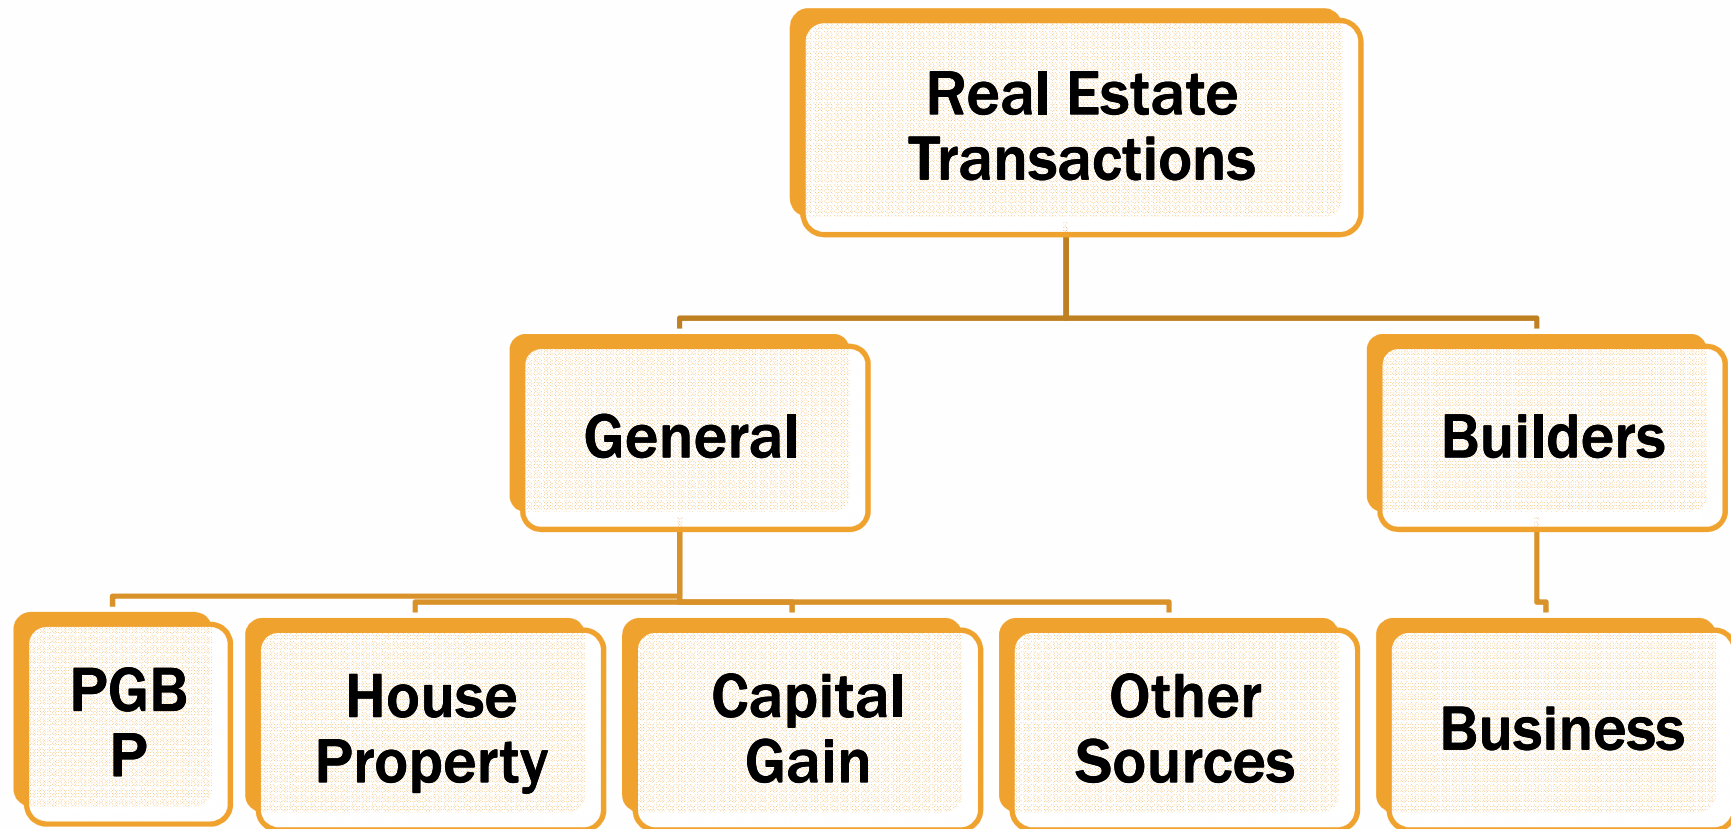 Real Estate
Transactions
General
Builders
PGB
P
House
Property
Capital
Gain
Other
Sources
Business